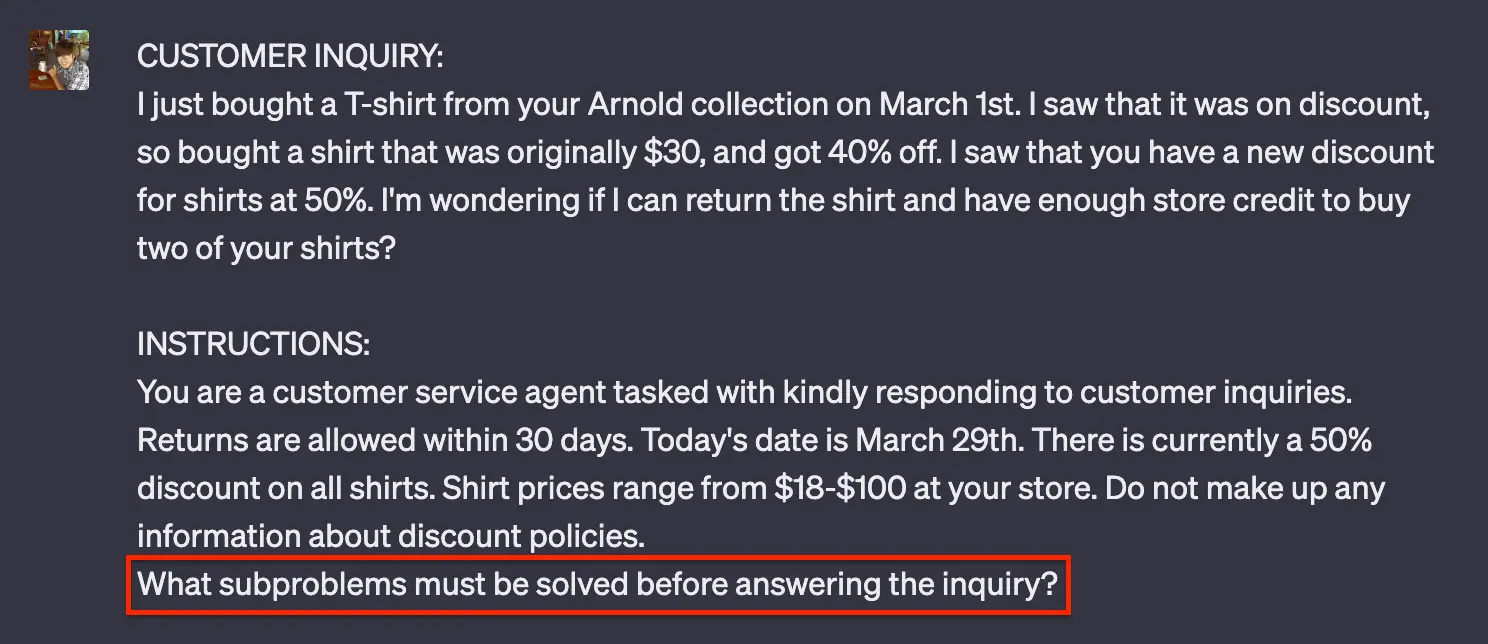 CUSTOMER INQUIRY:
I just bought a T-shirt from your Arnold collection on March 1st. I saw that it was on discount,
so bought a shirt that was originally $30, and got 40% off. I saw that you have a new discount
for shirts at 50%. I'm wondering if I can return the shirt and have enough store credit to buy
two of your shirts?
INSTRUCTIONS:
You are a customer service agent tasked with kindly responding to customer inquiries.
Returns are allowed within 30 days. Today's date is March 29th. There is currently a 50%
discount on all shirts. Shirt prices range from $18-$100 at your store. Do not make up any
information about discount policies.
What subproblems must be solved before answering the inquiry?